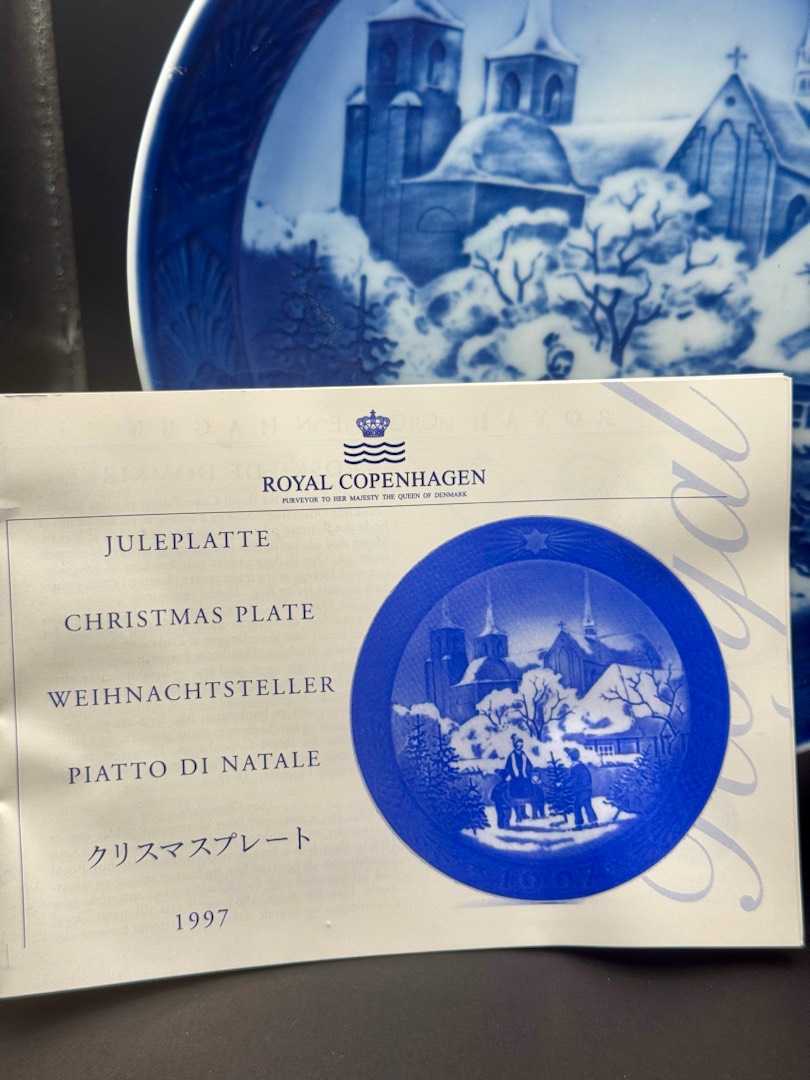 ROYAL COPENHAGEN
PURVEYOR TO HER MAJESTY THE QUEEN OF DENMARK
JULEPLATTE
CHRISTMAS PLATE
WEIHNACHTSTELLER
PIATTO DI NATALE
クリスマスプレート
1997
Royal